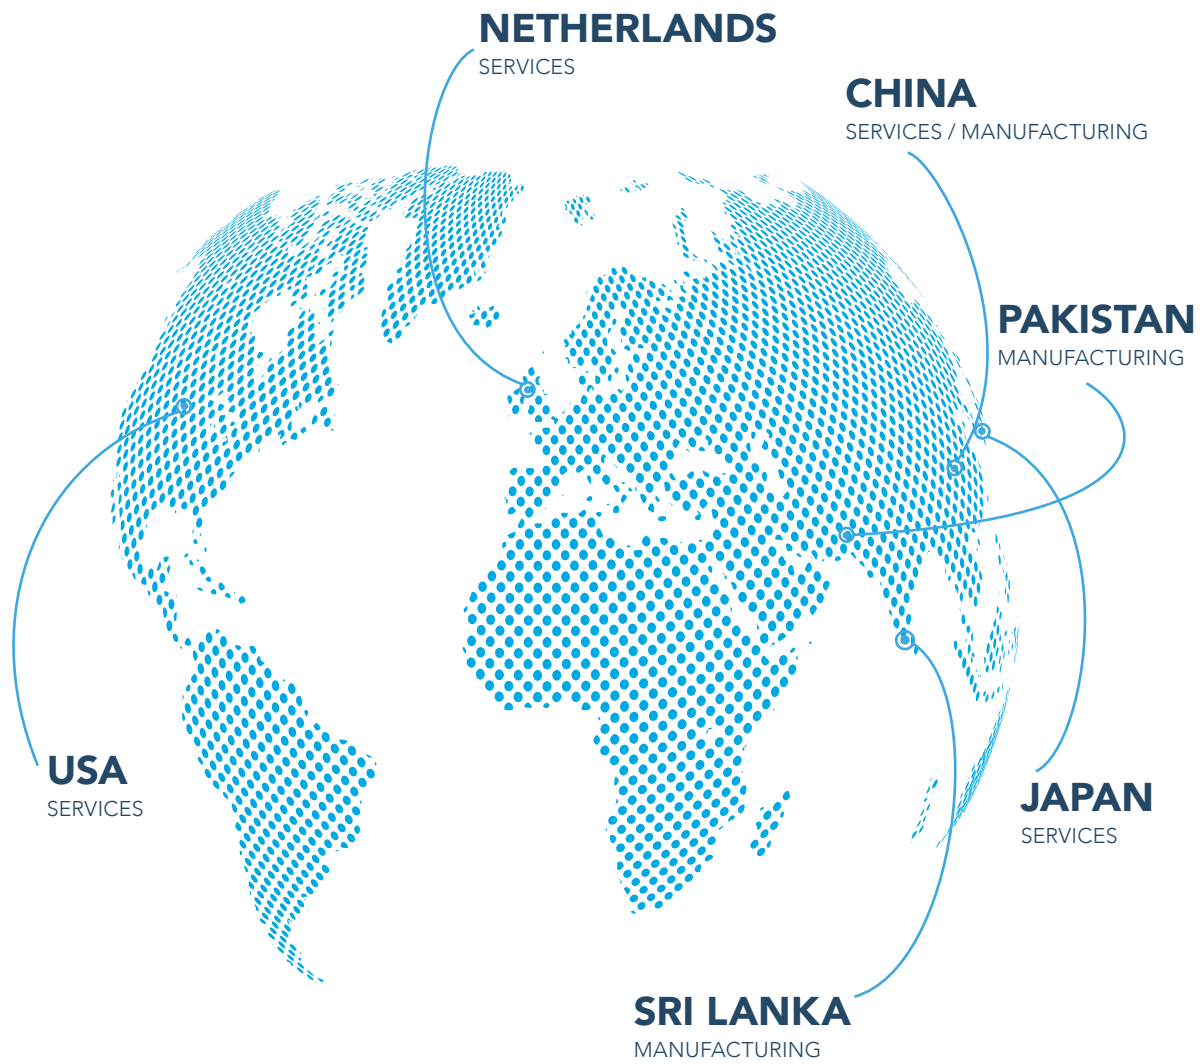 NETHERLANDS
SERVICES
CHINA
SERVICES / MANUFACTURING
PAKISTAN
MANUFACTURING
USA
SERVICES
JAPAN
SERVICES
SRI LANKA
MANUFACTURING